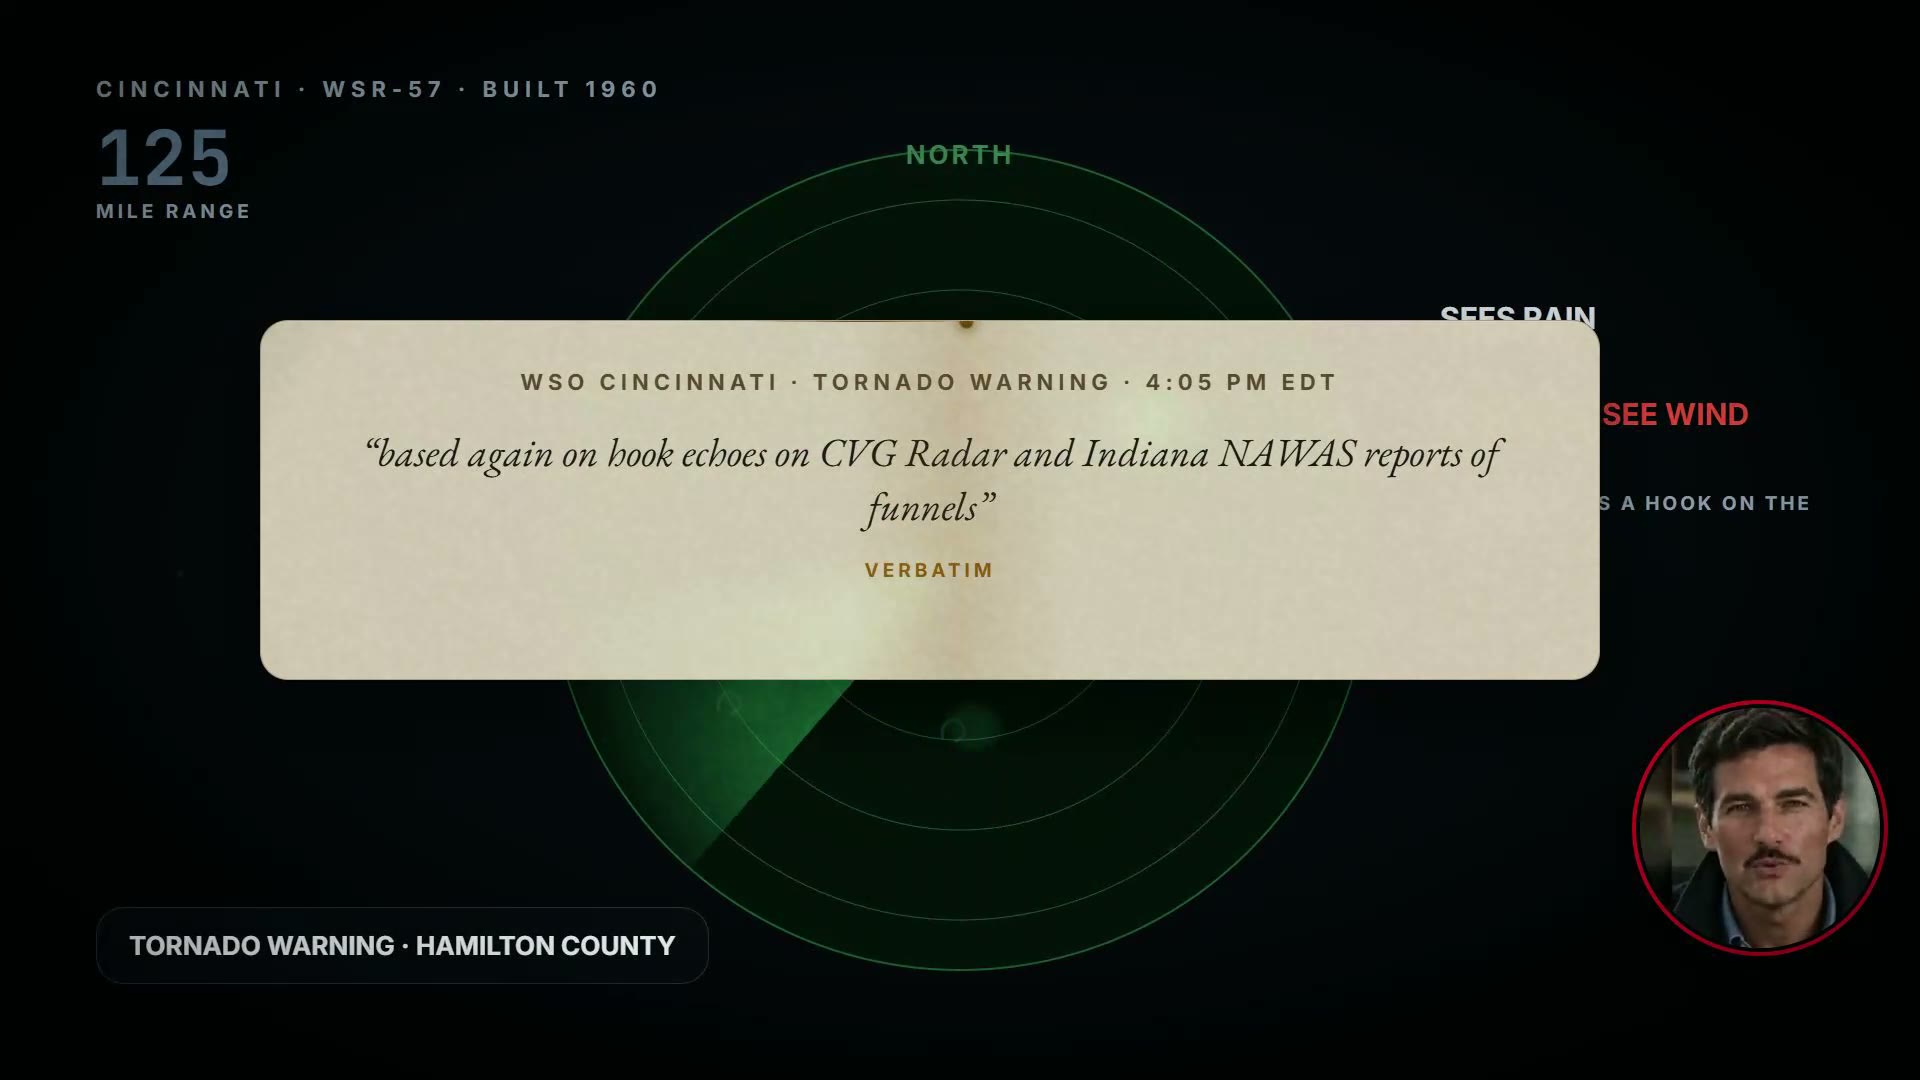 CINCINNATI · WSR-57 · BUILT 1960
125
MILE RANGE
NORTH
SEES RAIN
WSO CINCINNATI · TORNADO WARNING · 4:05 PM EDT
“based again on hook echoes on CVG Radar and Indiana NAWAS reports of
funnels”
VERBATIM
SEE WIND
S A HOOK ON THE
TORNADO WARNING · HAMILTON COUNTY